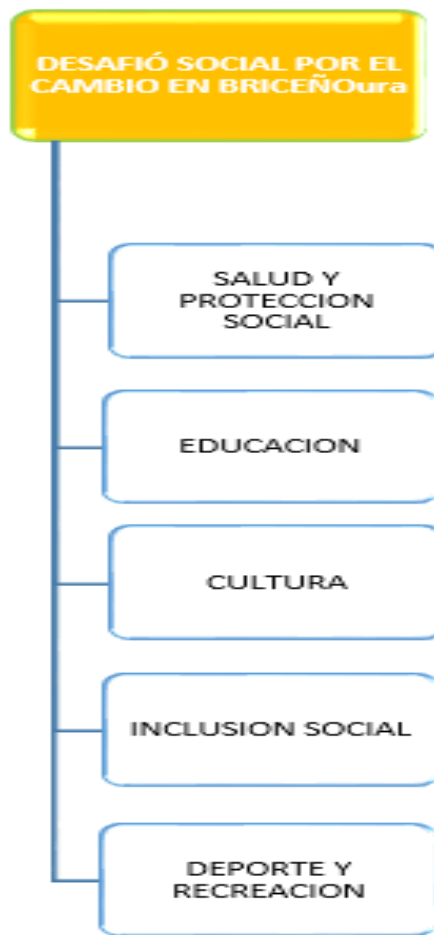 DESAFIÓ SOCIAL POR EL
CAMBIO EN BRICEÑOura
SALUD Y
PROTECCION
SOCIAL
EDUCACION
CULTURA
INCLUSION SOCIAL
DEPORTE Y
RECREACION